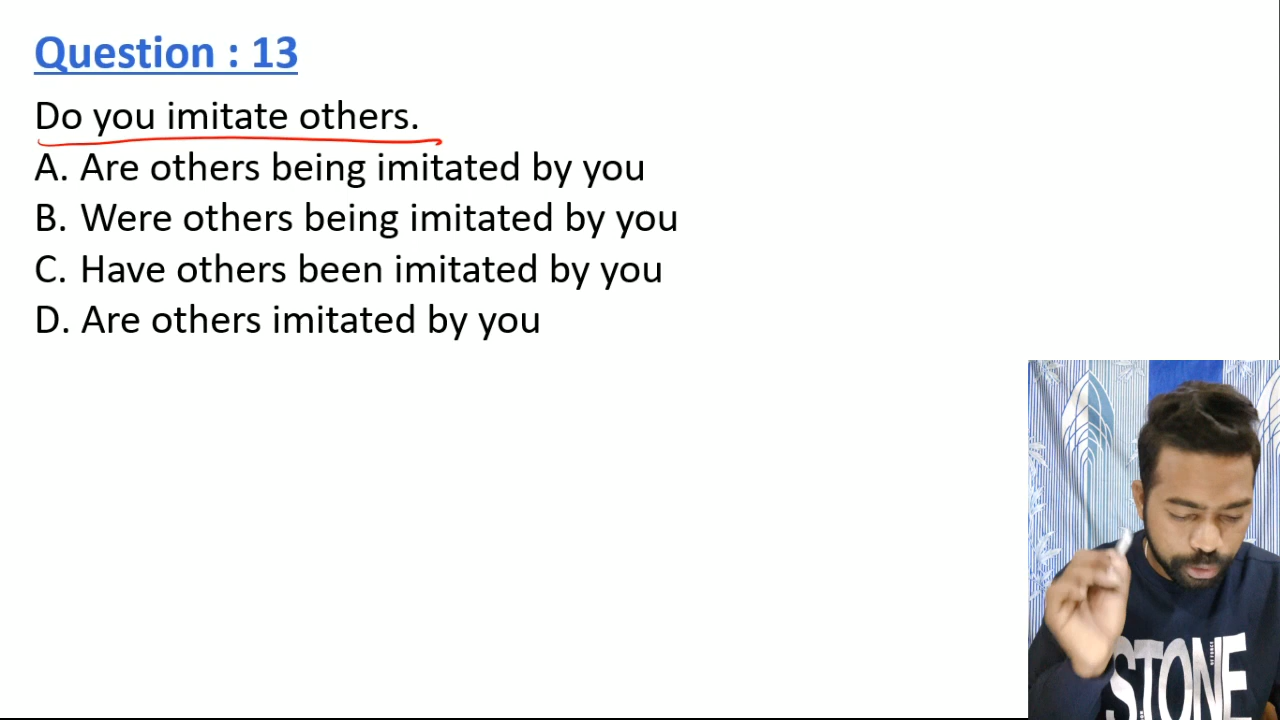 Question : 13
Do you imitate others.
A. Are others being imitated by you
B. Were others being imitated by you
C. Have others been imitated by you
D. Are others imitated by you
STONE